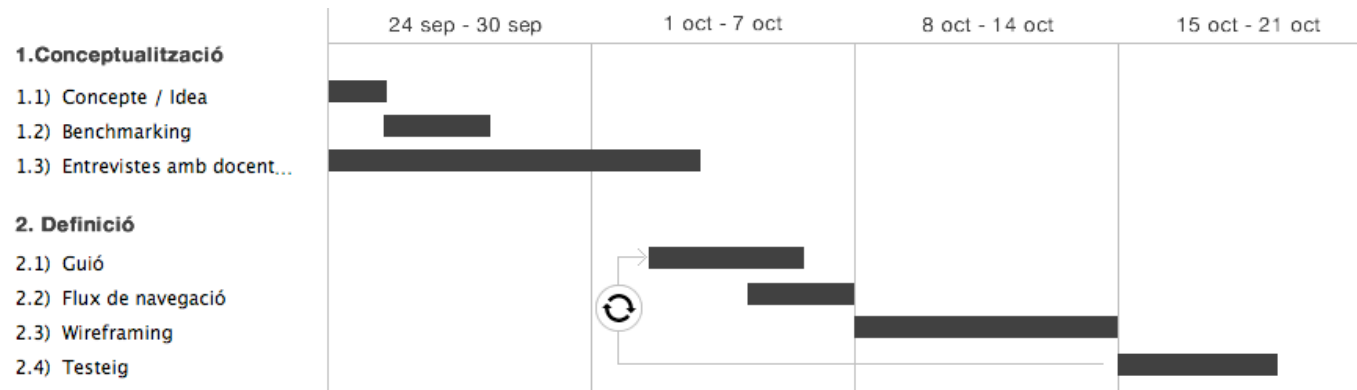 24 sep - 30 sep 1 oct - 7 oct 8 oct - 14 oct 15 oct - 21 oct
1.Conceptualització
1.1) Concepte / Idea
1.2) Benchmarking
1.3) Entrevistes amb docent...
2. Definició
2.1) Guió
2.2) Flux de navegació
2.3) Wireframing
2.4) Testeig